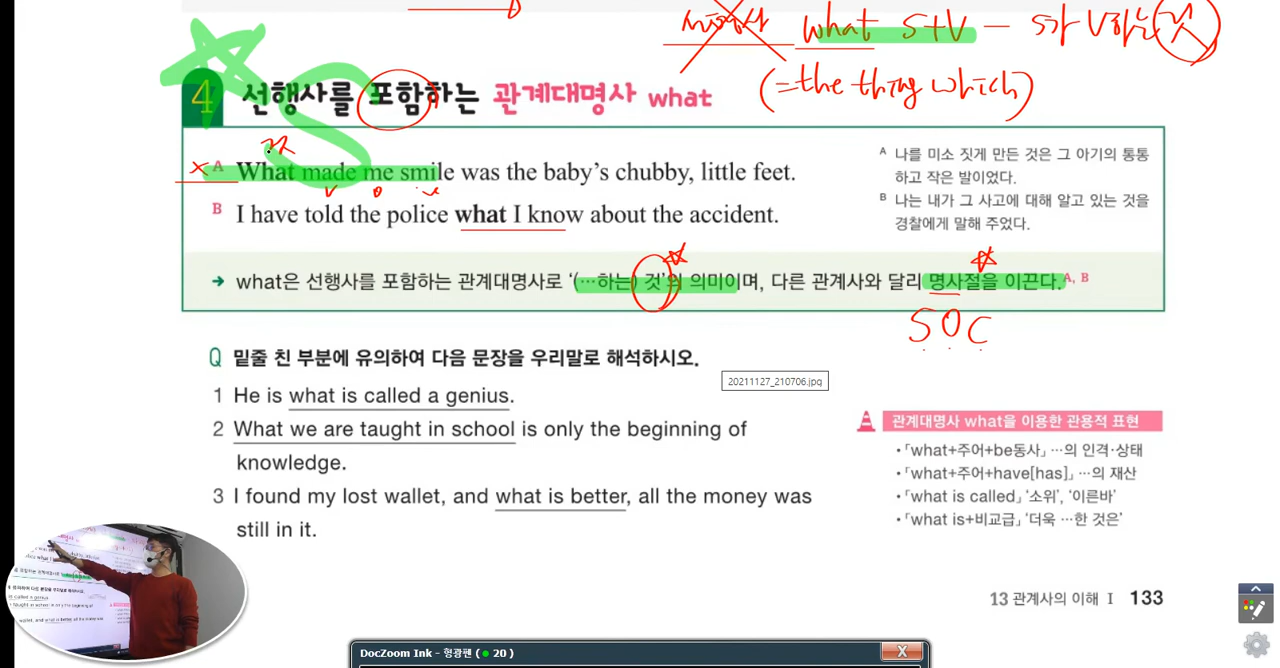 선행사 what S+V — S가 V하는 것
(=the thing which)
4 선행사를 포함하는 관계대명사 what
것
X A What made me smile was the baby's chubby, little feet.
V O
B I have told the police what I know about the accident.
A 나를 미소 짓게 만든 것은 그 아기의 통통
하고 작은 발이었다.
B 나는 내가 그 사고에 대해 알고 있는 것을
경찰에게 말해 주었다.
→ what은 선행사를 포함하는 관계대명사로 '(…하는) 것'의 의미이며, 다른 관계사와 달리 명사절을 이끈다. A, B
S O C
Q 밑줄 친 부분에 유의하여 다음 문장을 우리말로 해석하시오.
20211127_210706.jpg
1 He is what is called a genius.
2 What we are taught in school is only the beginning of
knowledge.
3 I found my lost wallet, and what is better, all the money was
still in it.
관계대명사 what을 이용한 관용적 표현
•「what+주어+be동사」 …의 인격·상태
•「what+주어+have[has]」 …의 재산
•「what is called」 '소위', '이른바'
•「what is+비교급」 '더욱 …한 것은'
13 관계사의 이해 I 133
DocZoom Ink - 형광펜 ( 20 )
X